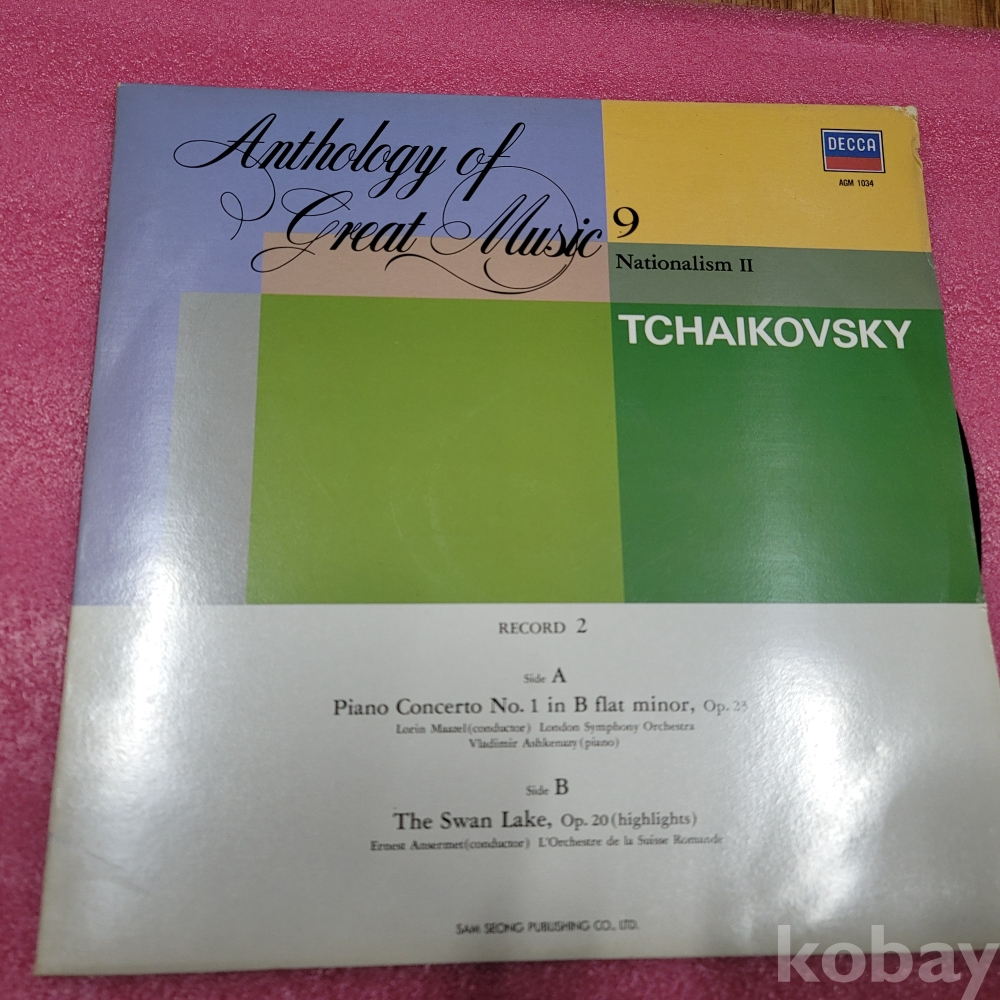 Anthology of
Great Music 9
DECCA
AGM 1034
Nationalism II
TCHAIKOVSKY
RECORD 2
Side A
Piano Concerto No. 1 in B flat minor, Op. 23
Lorin Maazel (conductor) London Symphony Orchestra
Vladimir Ashkenazy (piano)
Side B
The Swan Lake, Op. 20 (highlights)
Ernest Ansermet (conductor) L'Orchestre de la Suisse Romande
SAM SEONG PUBLISHING CO., LTD.
kobay